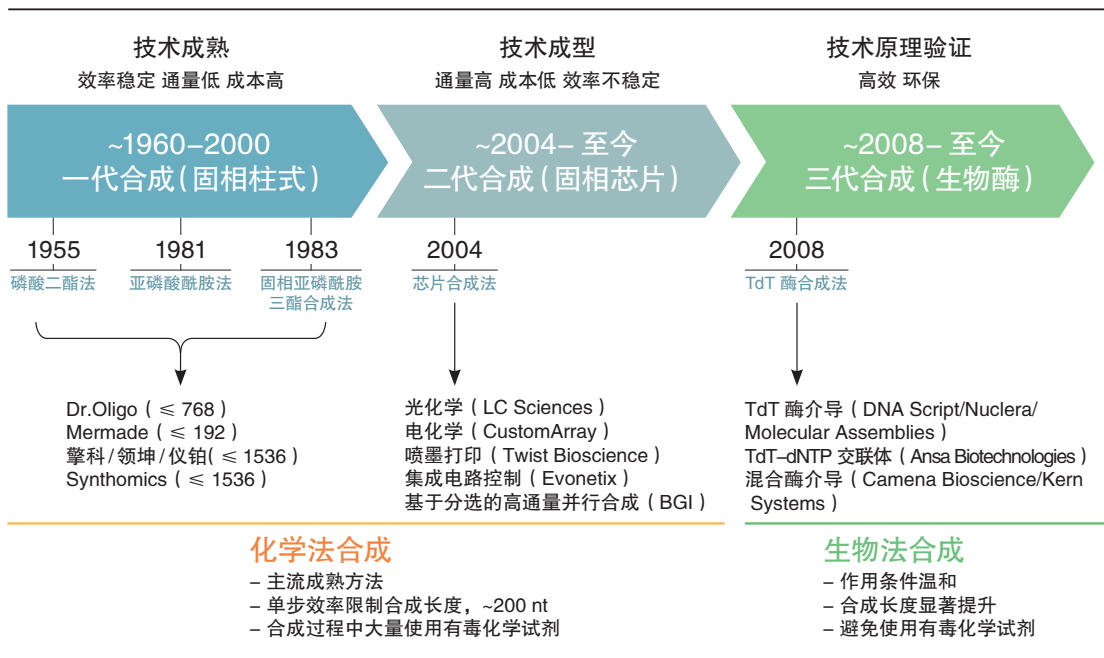 技术成熟
效率稳定 通量低 成本高
技术成型
通量高 成本低 效率不稳定
技术原理验证
高效 环保
~1960–2000
一代合成(固相柱式)
~2004– 至今
二代合成(固相芯片)
~2008– 至今
三代合成(生物酶)
1955
磷酸二酯法
1981
亚磷酸酰胺法
1983
固相亚磷酰胺
三酯合成法
2004
芯片合成法
2008
TdT 酶合成法
Dr.Oligo(≤ 768)
Mermade(≤ 192)
擎科/领坤/仪铂(≤ 1536)
Synthomics(≤ 1536)
光化学(LC Sciences)
电化学(CustomArray)
喷墨打印(Twist Bioscience)
集成电路控制(Evonetix)
基于分选的高通量并行合成(BGI)
TdT 酶介导(DNA Script/Nuclera/
Molecular Assemblies)
TdT–dNTP 交联体(Ansa Biotechnologies)
混合酶介导(Camena Bioscience/Kern
Systems)
化学法合成
– 主流成熟方法
– 单步效率限制合成长度，~200 nt
– 合成过程中大量使用有毒化学试剂
生物法合成
– 作用条件温和
– 合成长度显著提升
– 避免使用有毒化学试剂